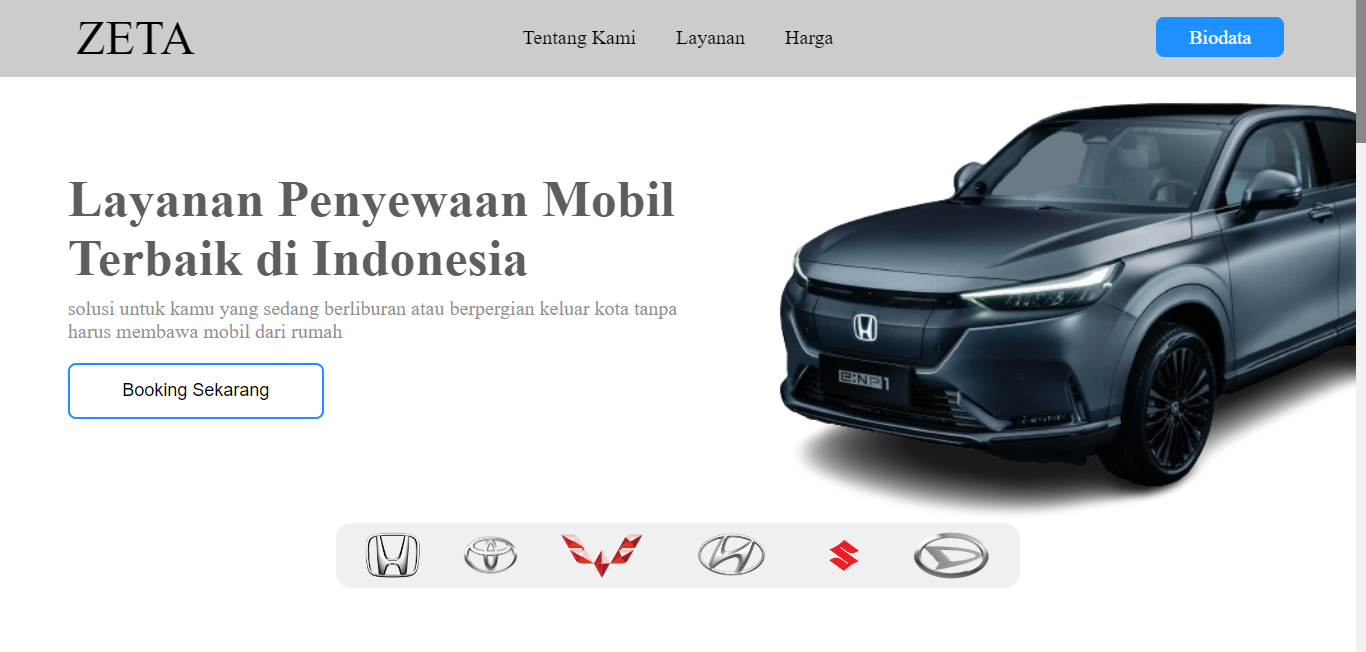 ZETA
Tentang Kami Layanan Harga
Biodata
Layanan Penyewaan Mobil
Terbaik di Indonesia
solusi untuk kamu yang sedang berliburan atau berpergian keluar kota tanpa
harus membawa mobil dari rumah
Booking Sekarang
e:NP1